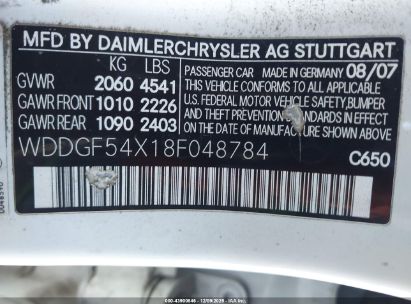 MFD BY DAIMLERCHRYSLER AG STUTTGART
KG LBS
GVWR 2060 4541
GAWR FRONT 1010 2226
GAWR REAR 1090 2403
PASSENGER CAR MADE IN GERMANY 08/07
THIS VEHICLE CONFORMS TO ALL APPLICABLE
U.S. FEDERAL MOTOR VEHICLE SAFETY, BUMPER
AND THEFT PREVENTION STANDARDS IN EFFECT
ON THE DATE OF MANUFACTURE SHOWN ABOVE.
WDDGF54X18F048784
C650